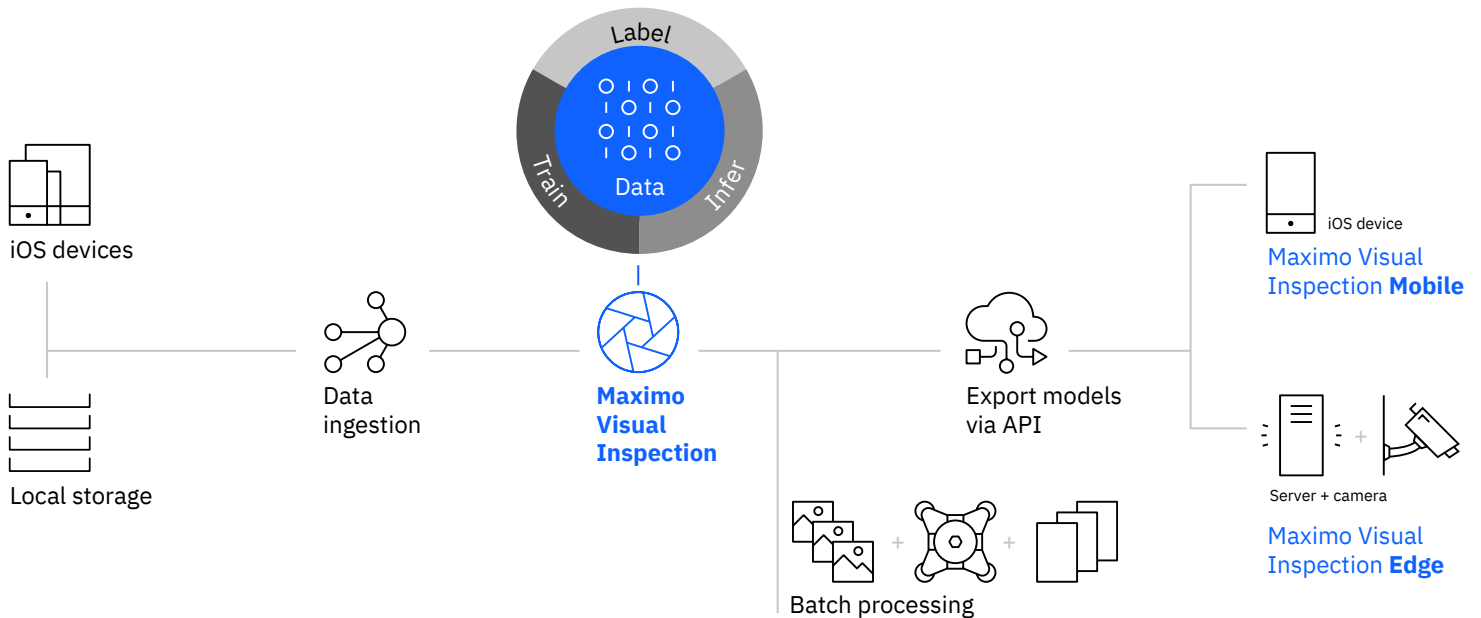 Label
Train
Infer
Data
iOS devices
Local storage
Data
ingestion
Maximo
Visual
Inspection
Export models
via API
Batch processing
iOS device
Maximo Visual
Inspection Mobile
Server + camera
Maximo Visual
Inspection Edge